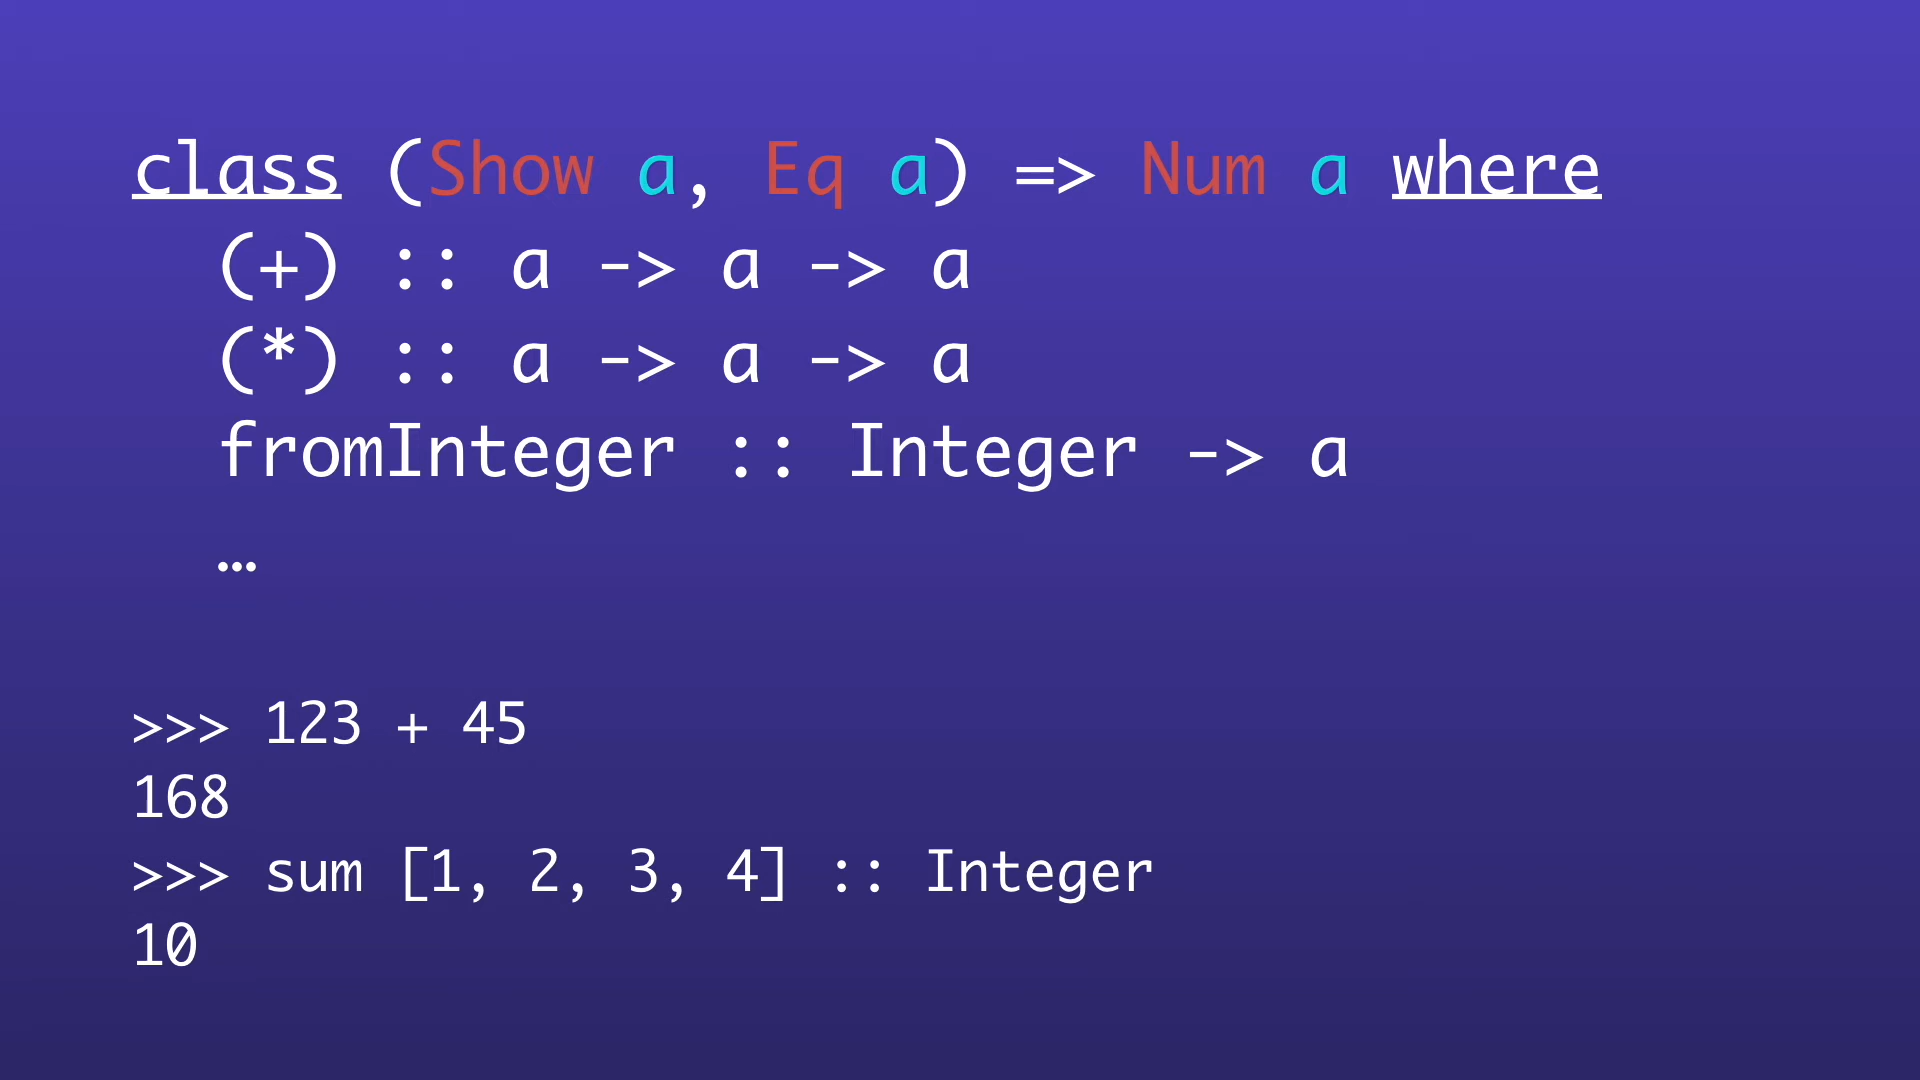 class (Show a, Eq a) => Num a where
  (+) :: a -> a -> a
  (*) :: a -> a -> a
  fromInteger :: Integer -> a
  …
>>> 123 + 45
168
>>> sum [1, 2, 3, 4] :: Integer
10